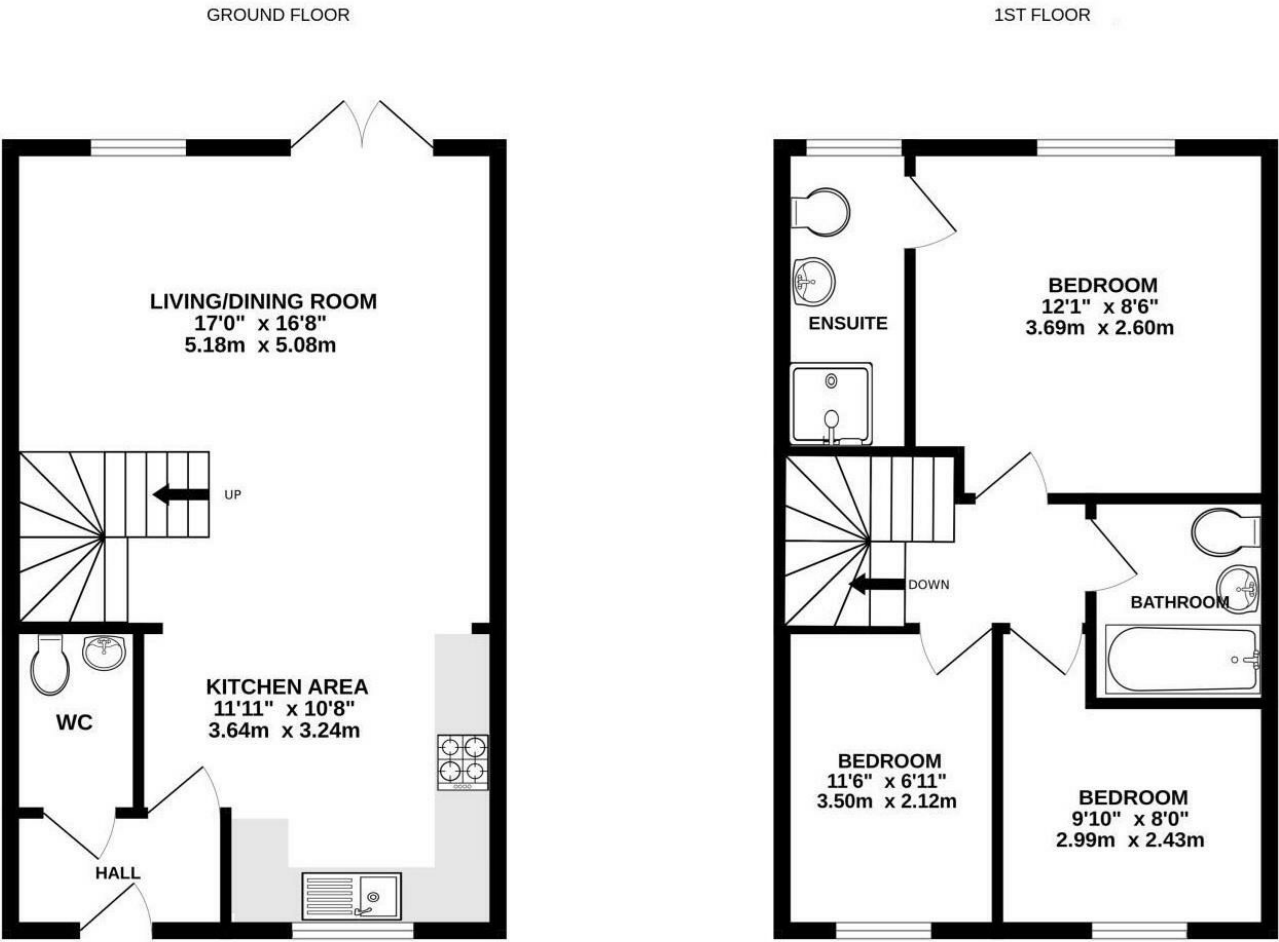 GROUND FLOOR
LIVING/DINING ROOM
17'0" x 16'8"
5.18m x 5.08m
UP
KITCHEN AREA
11'11" x 10'8"
3.64m x 3.24m
WC
HALL
1ST FLOOR
BEDROOM
12'1" x 8'6"
3.69m x 2.60m
ENSUITE
DOWN
BATHROOM
BEDROOM
11'6" x 6'11"
3.50m x 2.12m
BEDROOM
9'10" x 8'0"
2.99m x 2.43m